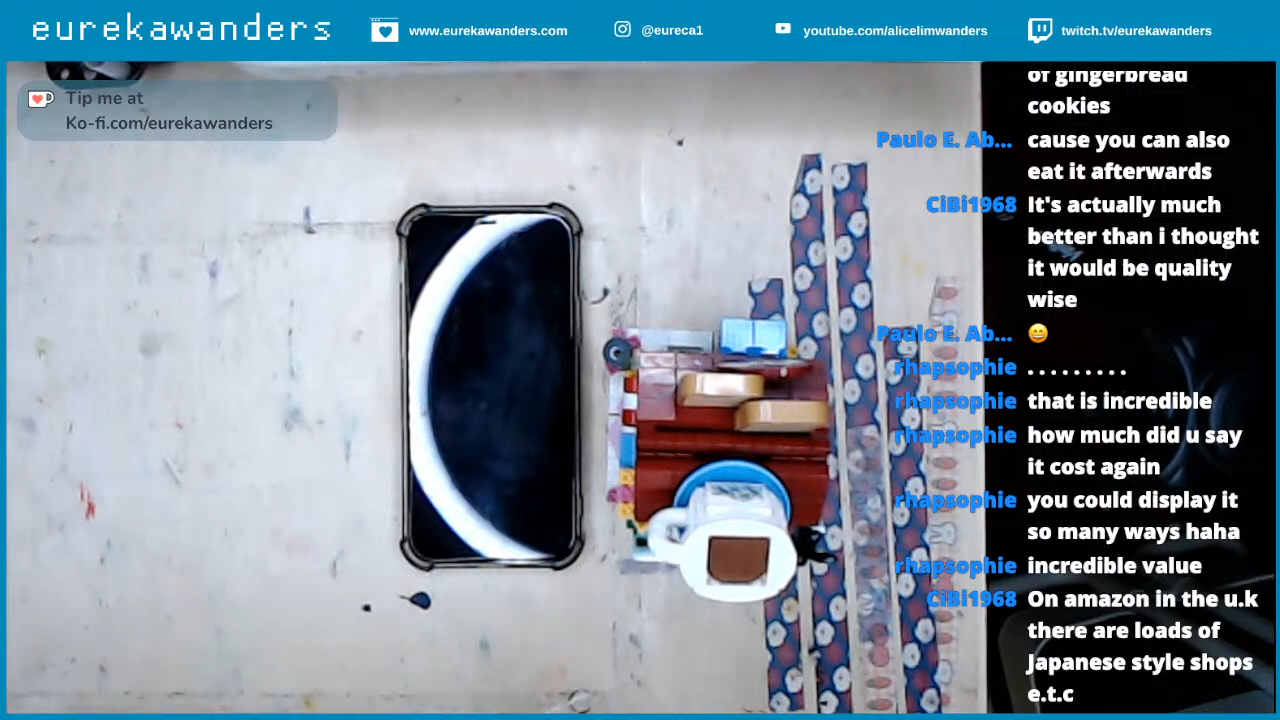 eurekawanders
www.eurekawanders.com
@eureca1
youtube.com/alicelimwanders
twitch.tv/eurekawanders
Tip me at
Ko-fi.com/eurekawanders
of gingerbread
cookies
Paulo E. Ab... cause you can also
eat it afterwards
CiBi1968 It's actually much
better than i thought
it would be quality
wise
Paulo E. Ab... 😄
rhapsophie . . . . . . . . .
rhapsophie that is incredible
rhapsophie how much did u say
it cost again
rhapsophie you could display it
so many ways haha
rhapsophie incredible value
CiBi1968 On amazon in the u.k
there are loads of
Japanese style shops
e.t.c